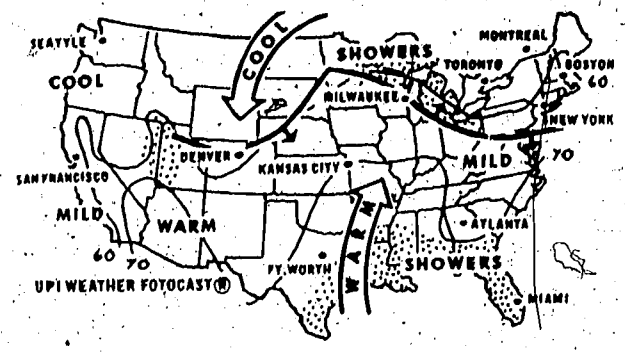 MONTREAL
SEATTLE
COOL
SHOWERS
TORONTO
BOSTON
60
COOL
MILWAUKEE
NEW YORK
DENVER
KANSAS CITY
MILD
70
SAN FRANCISCO
MILD
WARM
WARM
ATLANTA
60 70
FT. WORTH
SHOWERS
UPI WEATHER FOTOCAST ®
MIAMI